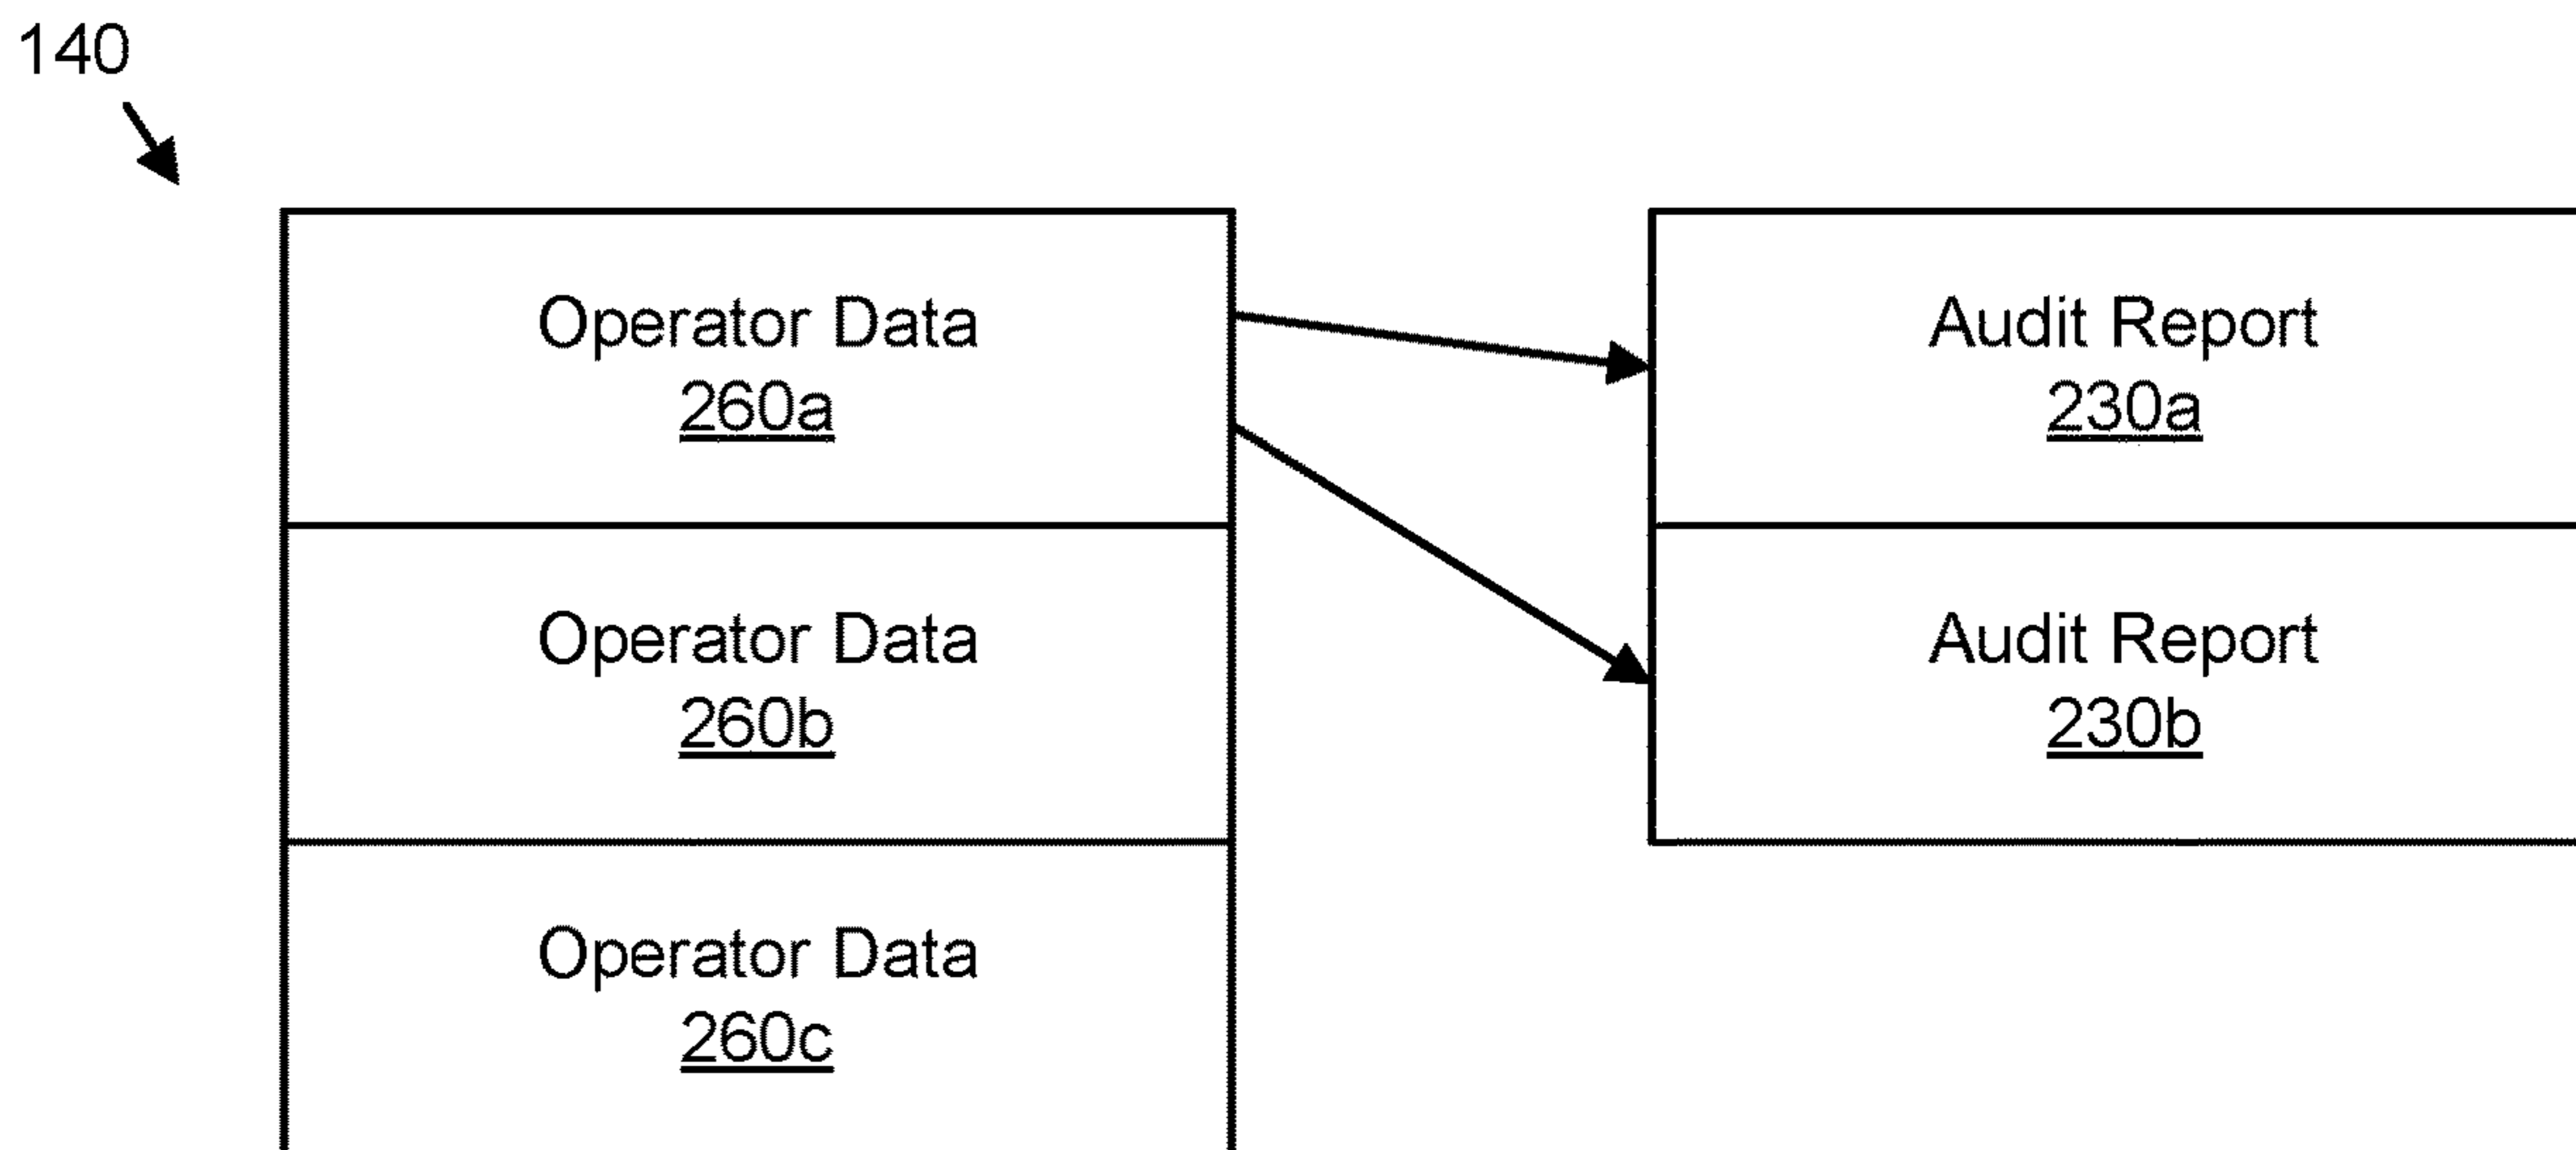 140
Operator Data
260a
Audit Report
230a
Operator Data
260b
Audit Report
230b
Operator Data
260c